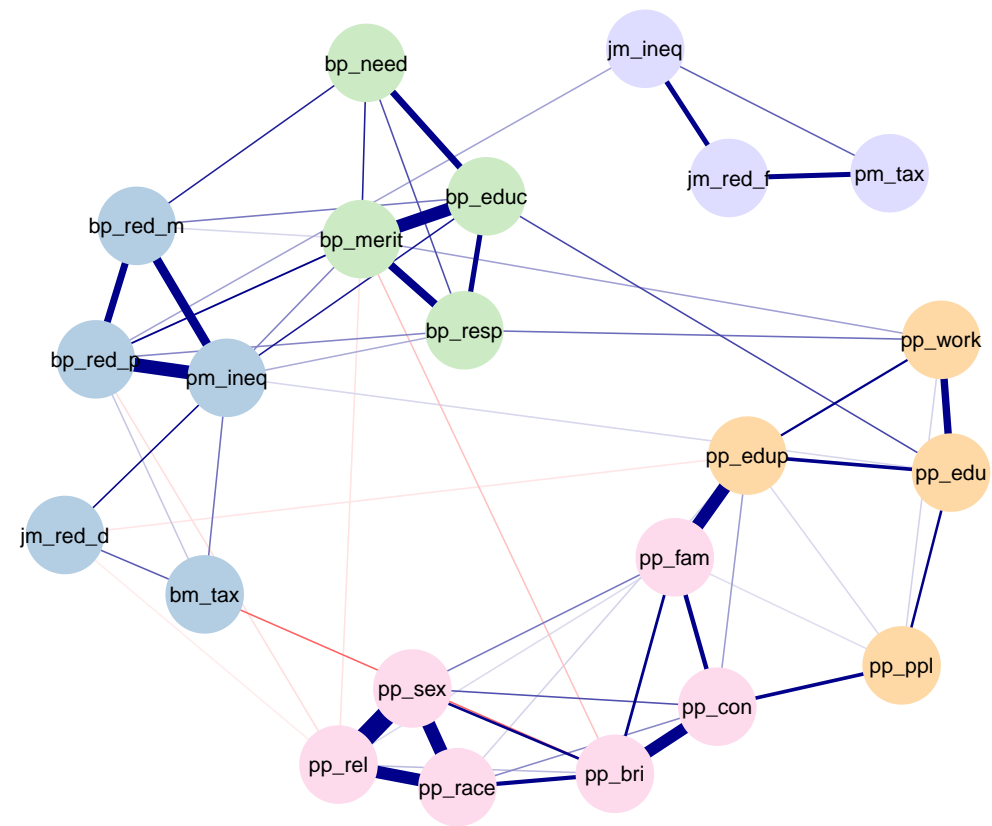 jm_ineq
bp_need
jm_red_f
pm_tax
bp_educ
bp_red_m
bp_merit
bp_resp
pp_work
bp_red_p
pm_ineq
pp_edup
pp_edu
jm_red_d
pp_fam
bm_tax
pp_ppl
pp_sex
pp_con
pp_rel
pp_bri
pp_race